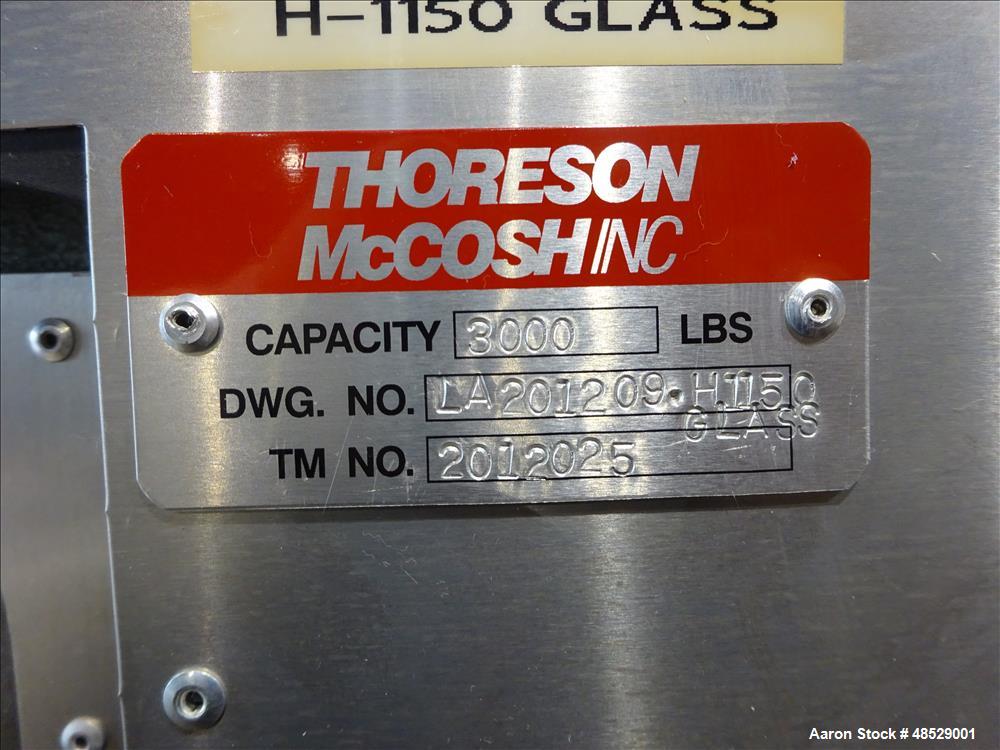 H-1150 GLASS
THORESON
McCOSH INC
CAPACITY 3000 LBS
DWG. NO. LA201209.H1150
GLASS
TM NO. 2012025
Aaron Stock # 48529001